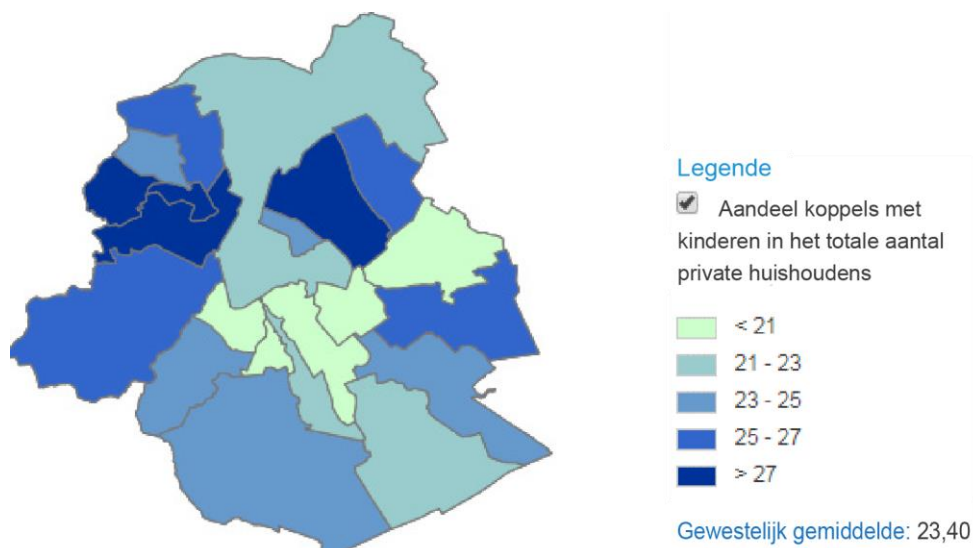 Legende
Aandeel koppels met
kinderen in het totale aantal
private huishoudens
< 21
21 - 23
23 - 25
25 - 27
> 27
Gewestelijk gemiddelde: 23,40